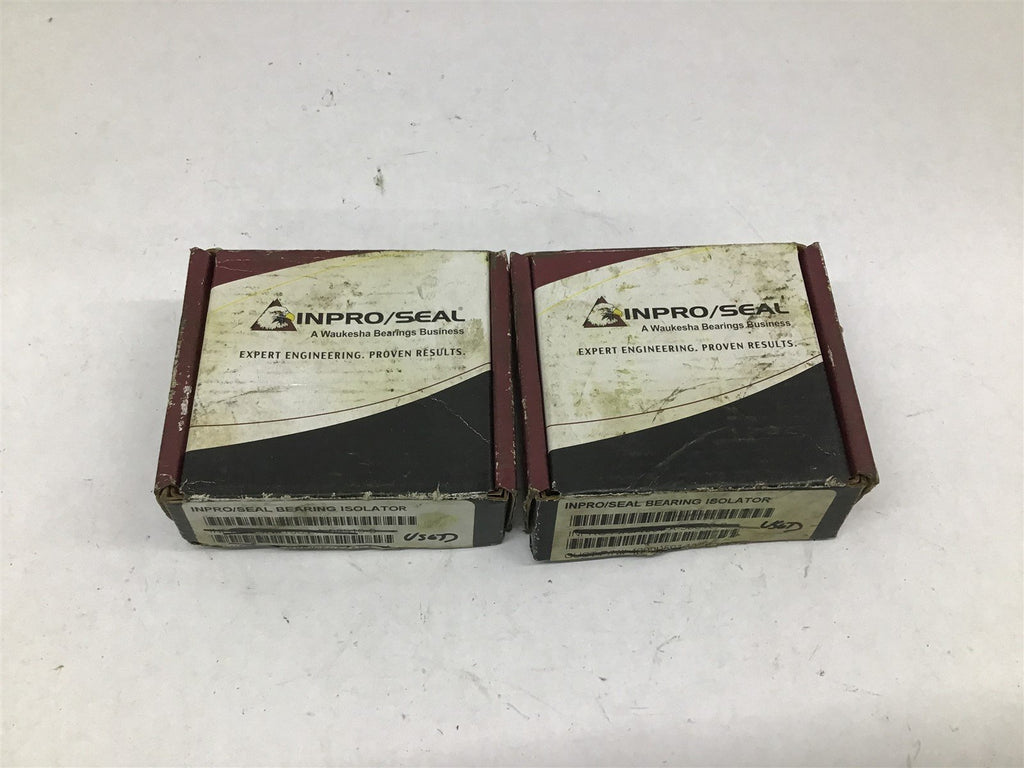 INPRO/SEAL
A Waukesha Bearings Business
EXPERT ENGINEERING. PROVEN RESULTS.
INPRO/SEAL BEARING ISOLATOR
USED
INPRO/SEAL
A Waukesha Bearings Business
EXPERT ENGINEERING. PROVEN RESULTS.
INPRO/SEAL BEARING ISOLATOR
USED